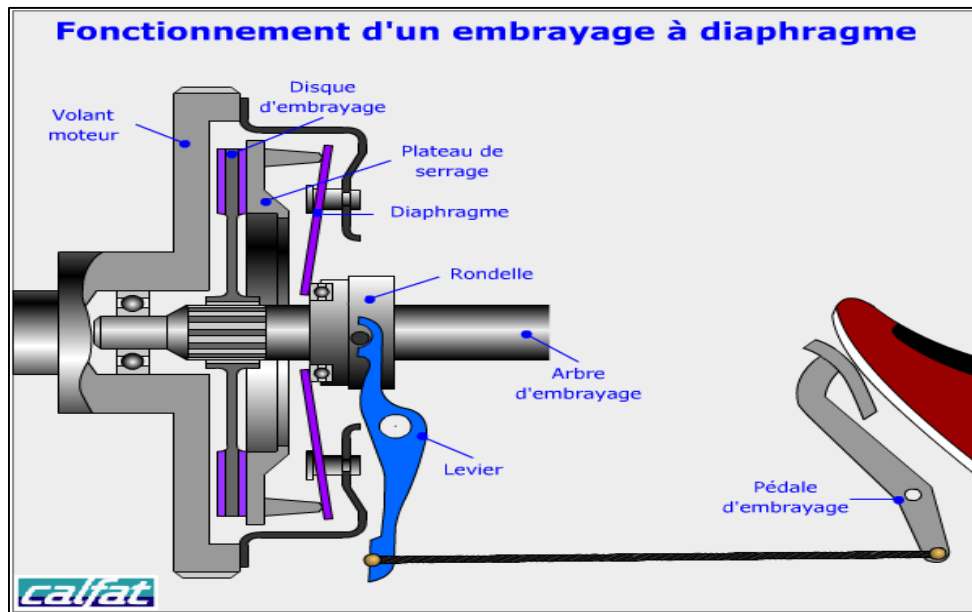 Fonctionnement d'un embrayage à diaphragme
Disque
d'embrayage
Volant
moteur
Plateau de
serrage
Diaphragme
Rondelle
Arbre
d'embrayage
Levier
Pédale
d'embrayage
calfat